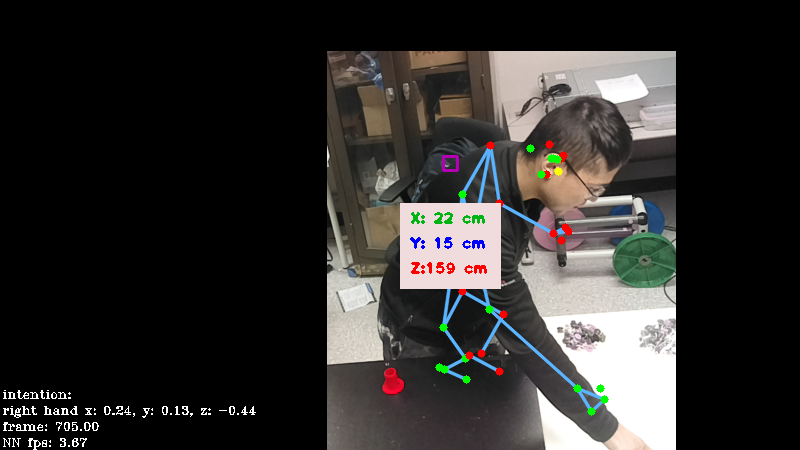 X: 22 cm
Y: 15 cm
Z:159 cm
intention:
right hand x: 0.24, y: 0.13, z: −0.44
frame: 705.00
NN fps: 3.67